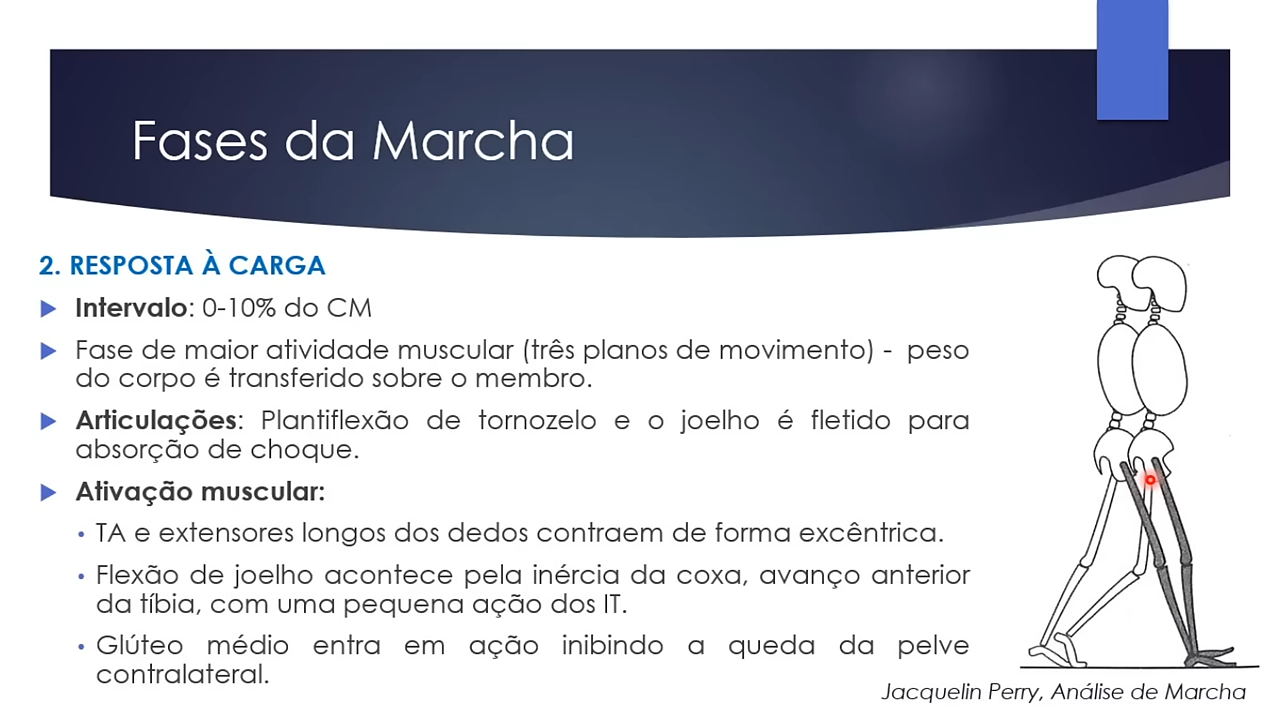 Fases da Marcha
2. RESPOSTA À CARGA
Intervalo: 0-10% do CM
Fase de maior atividade muscular (três planos de movimento) - peso
do corpo é transferido sobre o membro.
Articulações: Plantiflexão de tornozelo e o joelho é fletido para
absorção de choque.
Ativação muscular:
TA e extensores longos dos dedos contraem de forma excêntrica.
Flexão de joelho acontece pela inércia da coxa, avanço anterior
da tíbia, com uma pequena ação dos IT.
Glúteo médio entra em ação inibindo a queda da pelve
contralateral.
Jacquelin Perry, Análise de Marcha